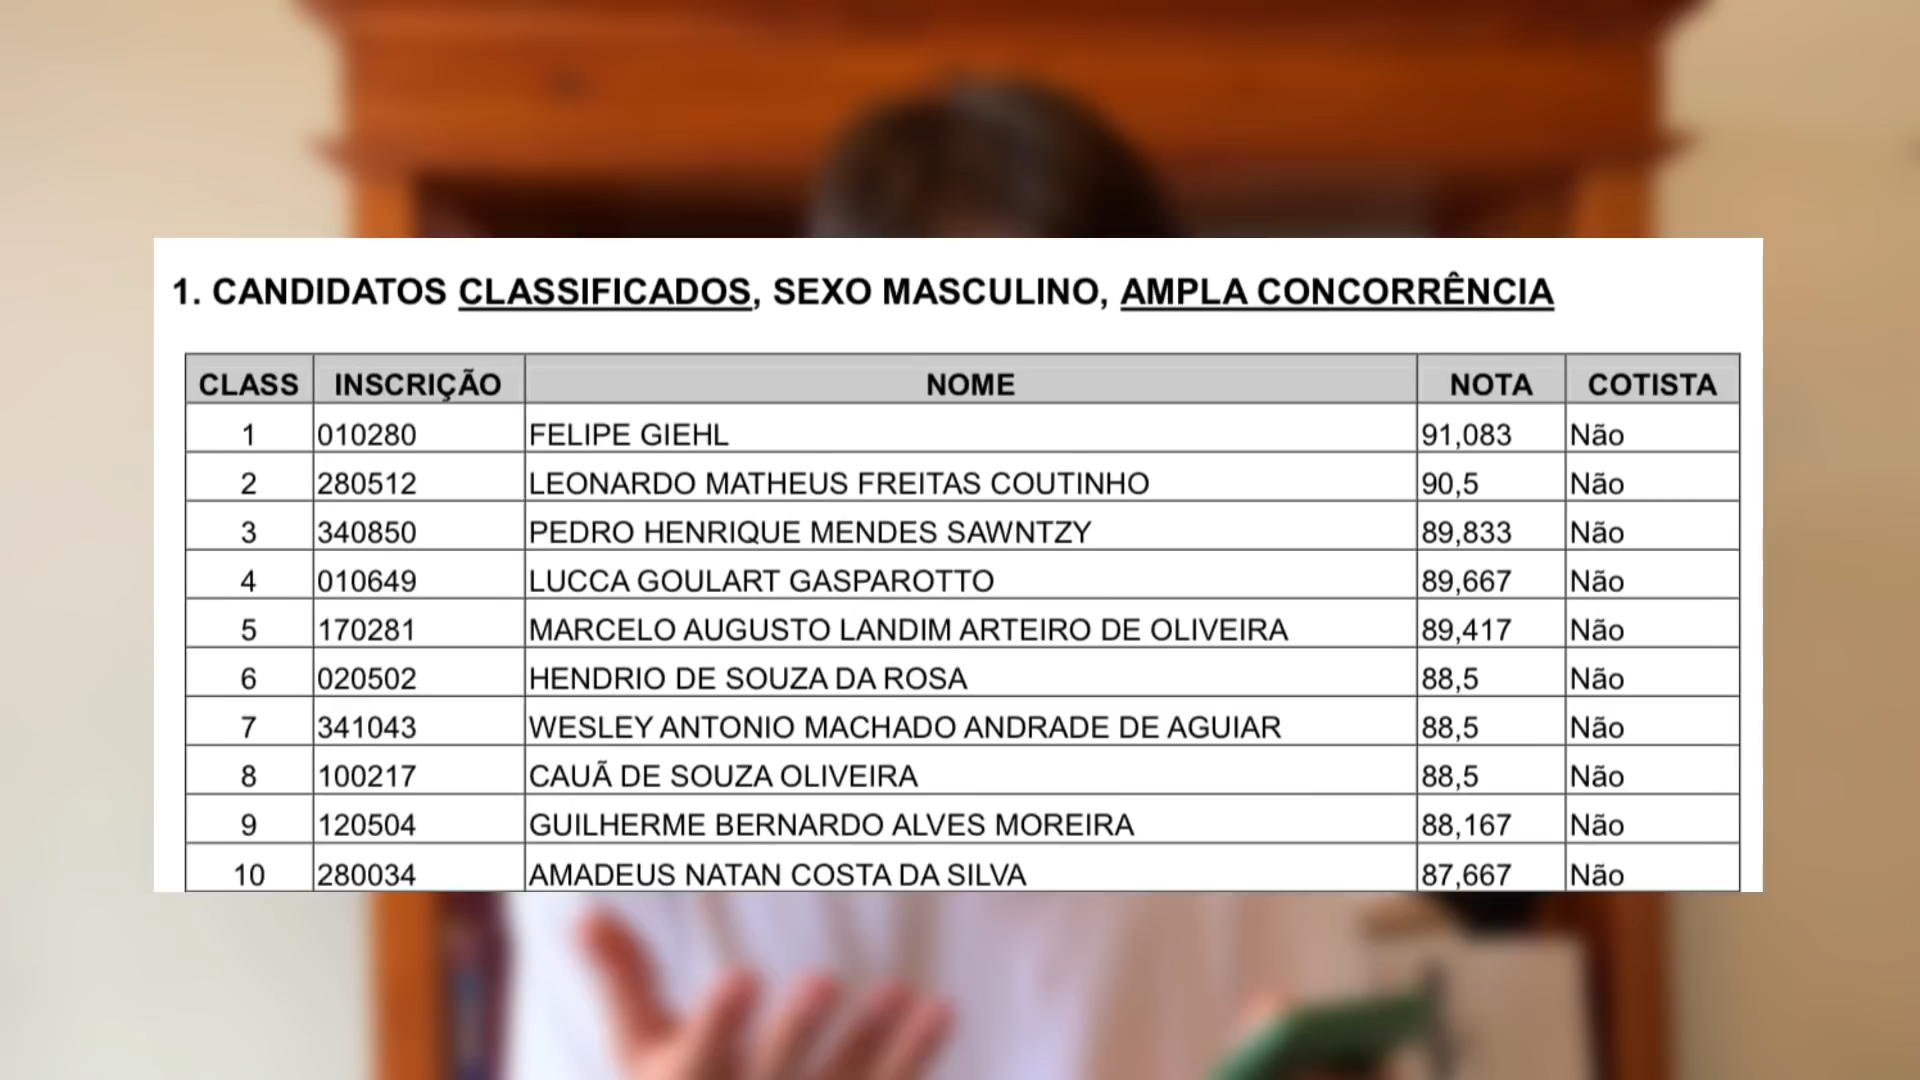 1. CANDIDATOS CLASSIFICADOS, SEXO MASCULINO, AMPLA CONCORRÊNCIA
CLASS INSCRIÇÃO NOME NOTA COTISTA
1 010280 FELIPE GIEHL 91,083 Não
2 280512 LEONARDO MATHEUS FREITAS COUTINHO 90,5 Não
3 340850 PEDRO HENRIQUE MENDES SAWNTZY 89,833 Não
4 010649 LUCCA GOULART GASPAROTTO 89,667 Não
5 170281 MARCELO AUGUSTO LANDIM ARTEIRO DE OLIVEIRA 89,417 Não
6 020502 HENDRIO DE SOUZA DA ROSA 88,5 Não
7 341043 WESLEY ANTONIO MACHADO ANDRADE DE AGUIAR 88,5 Não
8 100217 CAUÃ DE SOUZA OLIVEIRA 88,5 Não
9 120504 GUILHERME BERNARDO ALVES MOREIRA 88,167 Não
10 280034 AMADEUS NATAN COSTA DA SILVA 87,667 Não